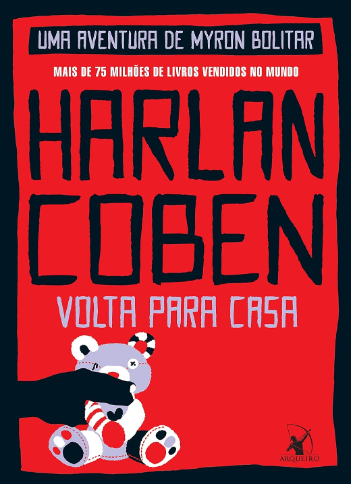 UMA AVENTURA DE MYRON BOLITAR
MAIS DE 75 MILHÕES DE LIVROS VENDIDOS NO MUNDO
HARLAN
COBEN
VOLTA PARA CASA
ARQUEIRO